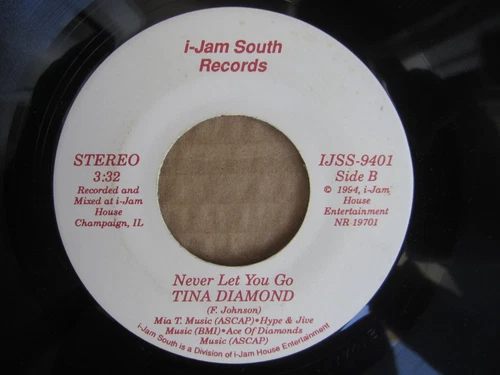 i-Jam South
Records
STEREO
3:32
Recorded and
Mixed at i-Jam
House
Champaign, IL
IJSS-9401
Side B
© 1994, i-Jam
House
Entertainment
NR 19701
Never Let You Go
TINA DIAMOND
(F. Johnson)
Mia T. Music (ASCAP)•Hype & Jive
Music (BMI)•Ace Of Diamonds
Music (ASCAP)
i-Jam South is a Division of i-Jam House Entertainment